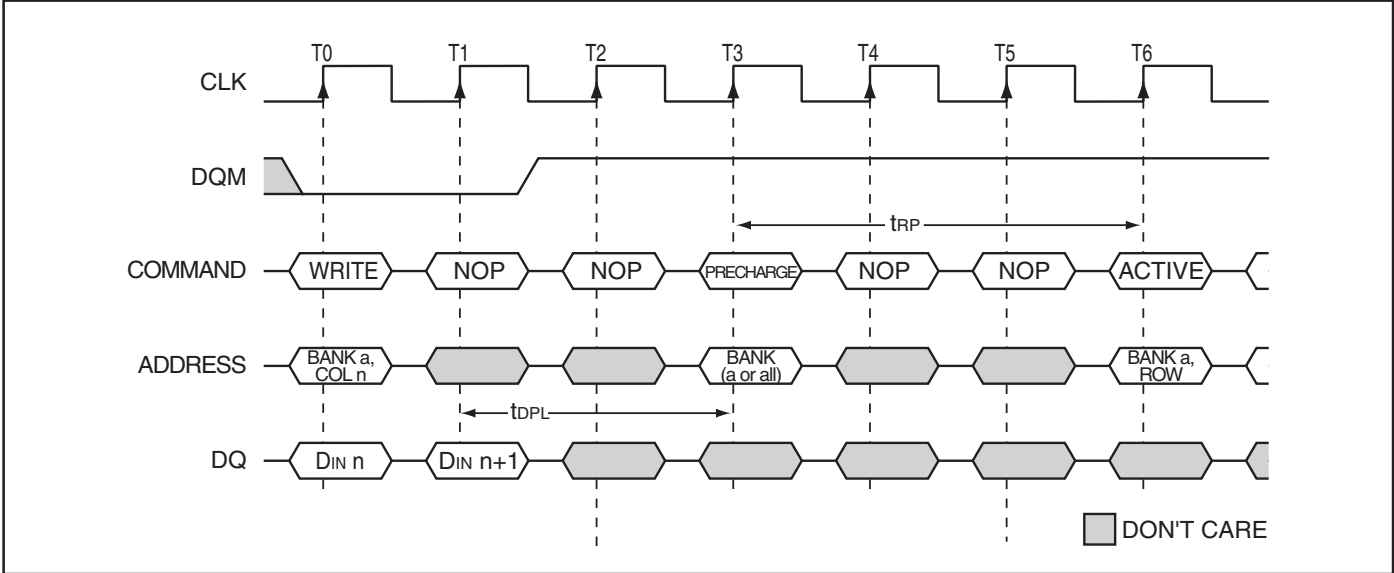 T0 T1 T2 T3 T4 T5 T6
CLK
DQM
tRP
COMMAND WRITE NOP NOP PRECHARGE NOP NOP ACTIVE
ADDRESS BANK a, COL n BANK (a or all) BANK a, ROW
tDPL
DQ DIN n DIN n+1
DON'T CARE